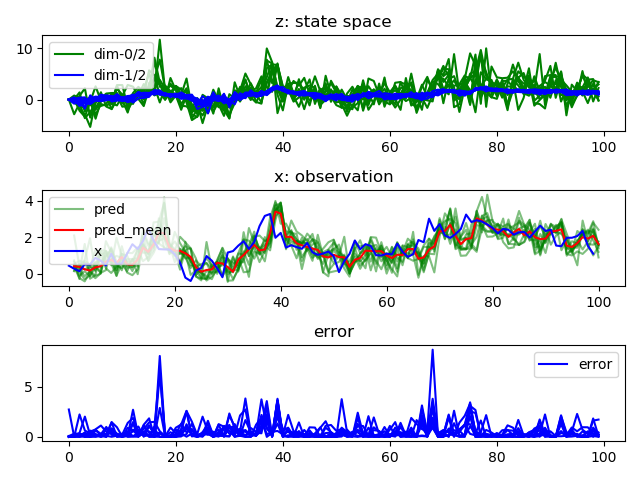 z: state space
10
0
dim-0/2
dim-1/2
0 20 40 60 80 100
x: observation
4
2
0
pred
pred_mean
x
0 20 40 60 80 100
error
5
0
error
0 20 40 60 80 100